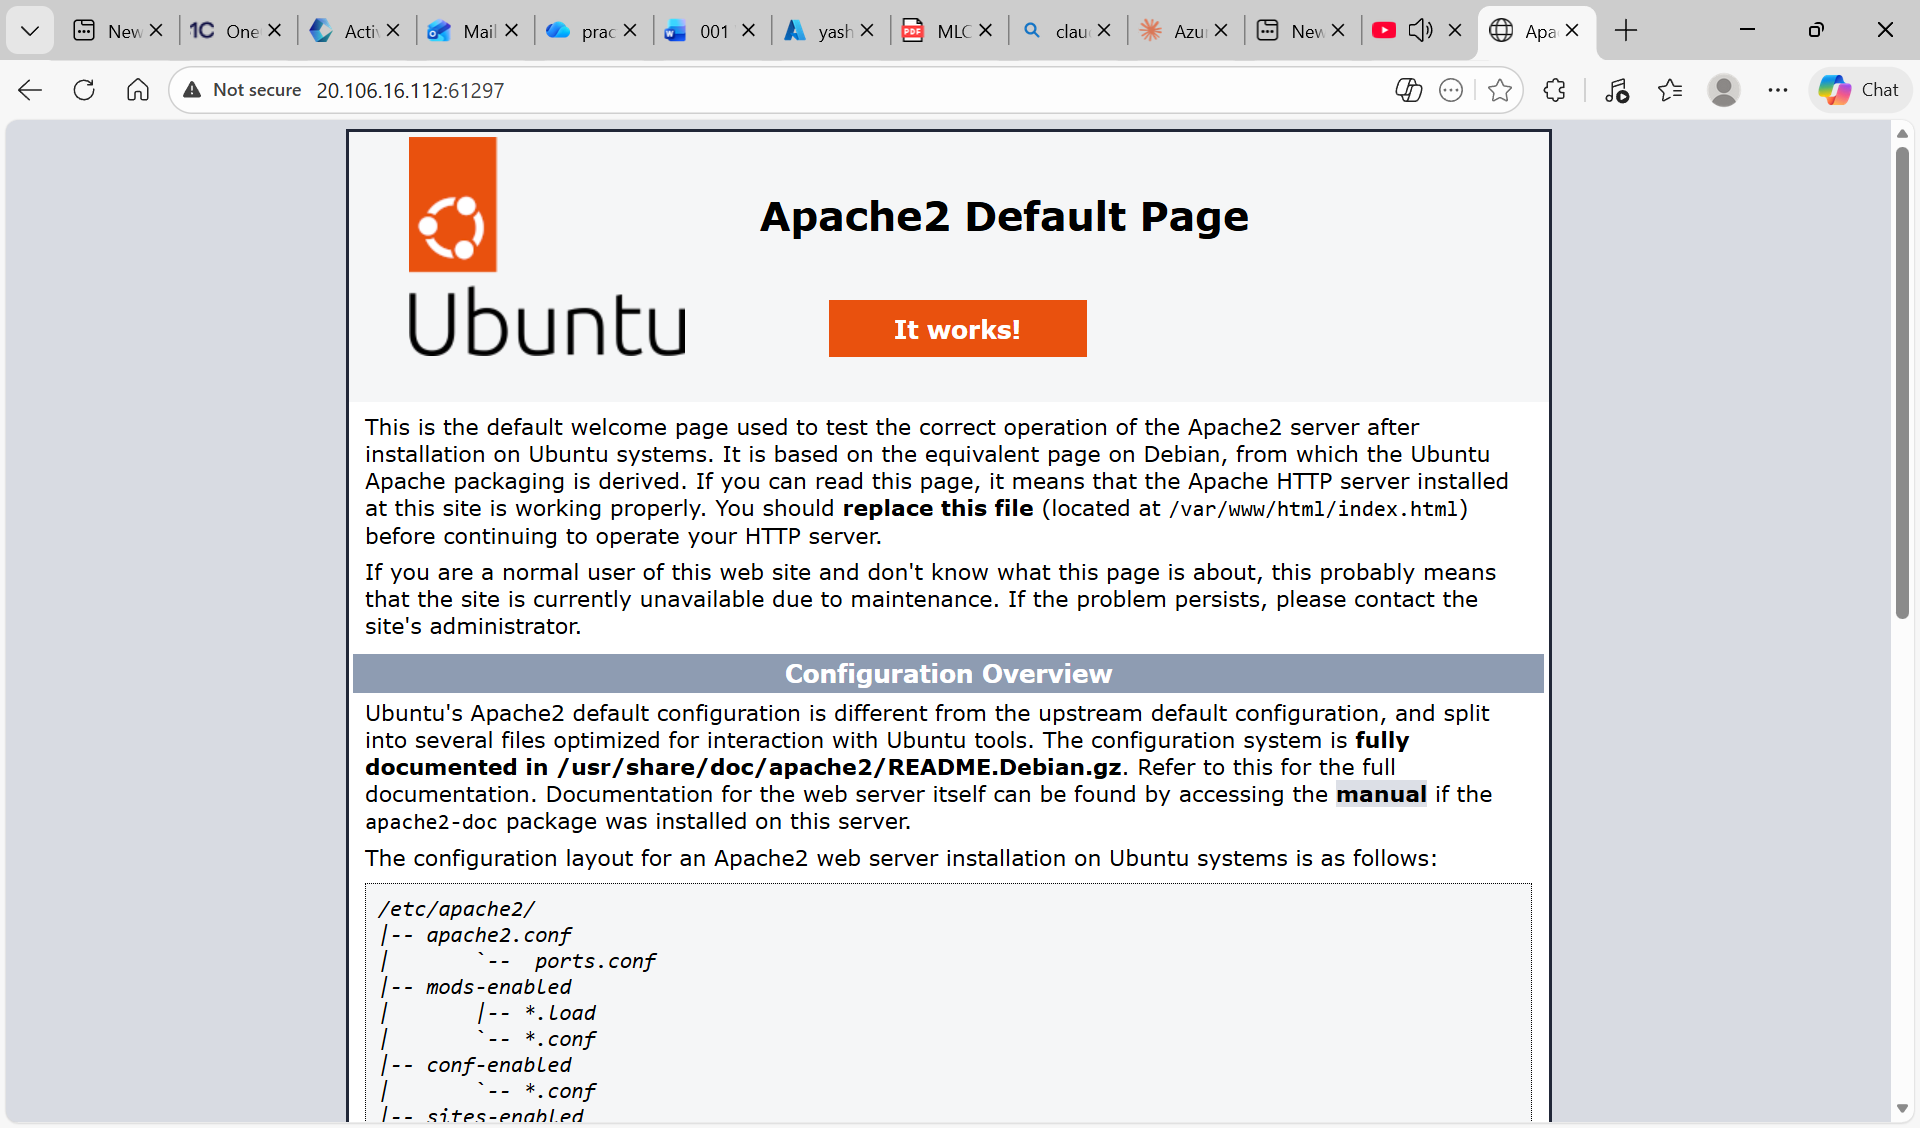 New
1C One
Activ
Mail
prac
001
yash
PDF MLC
clau
Azu
New
Apa
Not secure 20.106.16.112:61297
Chat
Ubuntu
Apache2 Default Page
It works!
This is the default welcome page used to test the correct operation of the Apache2 server after
installation on Ubuntu systems. It is based on the equivalent page on Debian, from which the Ubuntu
Apache packaging is derived. If you can read this page, it means that the Apache HTTP server installed
at this site is working properly. You should replace this file (located at /var/www/html/index.html)
before continuing to operate your HTTP server.
If you are a normal user of this web site and don't know what this page is about, this probably means
that the site is currently unavailable due to maintenance. If the problem persists, please contact the
site's administrator.
Configuration Overview
Ubuntu's Apache2 default configuration is different from the upstream default configuration, and split
into several files optimized for interaction with Ubuntu tools. The configuration system is fully
documented in /usr/share/doc/apache2/README.Debian.gz. Refer to this for the full
documentation. Documentation for the web server itself can be found by accessing the manual if the
apache2-doc package was installed on this server.
The configuration layout for an Apache2 web server installation on Ubuntu systems is as follows:
/etc/apache2/
|-- apache2.conf
|       `--  ports.conf
|-- mods-enabled
|       |-- *.load
|       `-- *.conf
|-- conf-enabled
|       `-- *.conf
|-- sites-enabled